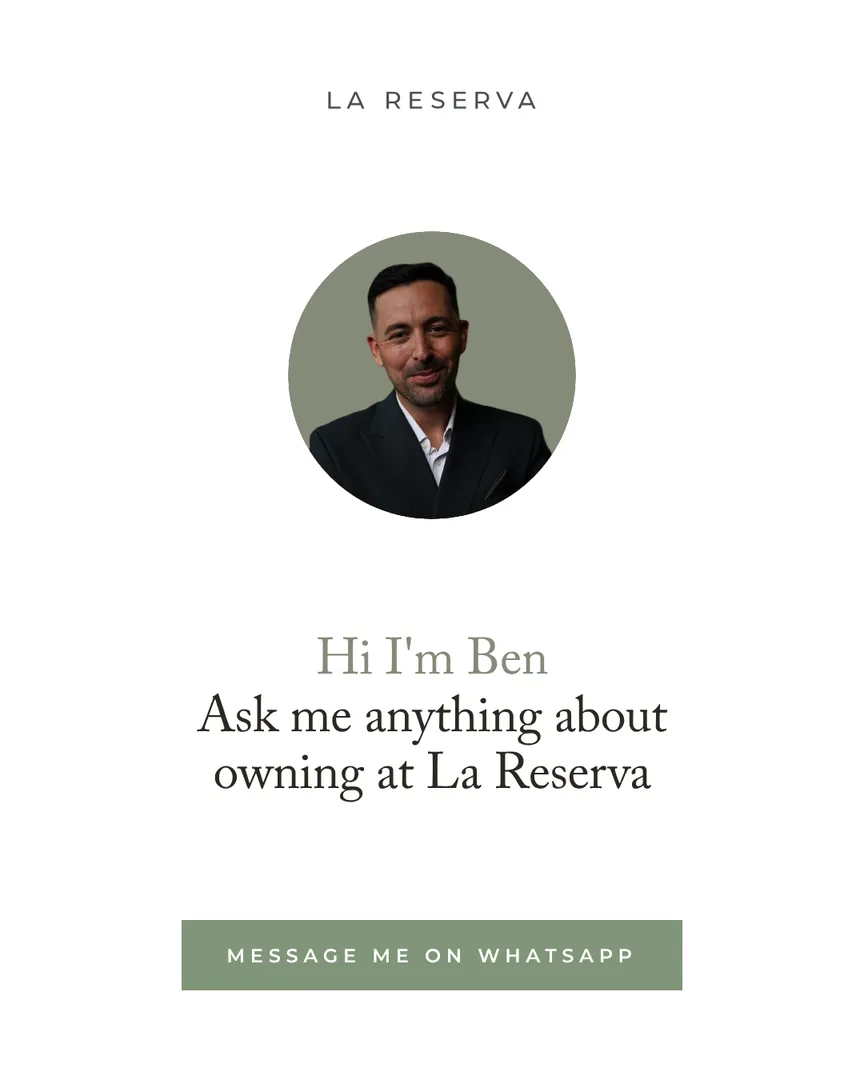 LA RESERVA
Hi I'm Ben
Ask me anything about
owning at La Reserva
MESSAGE ME ON WHATSAPP